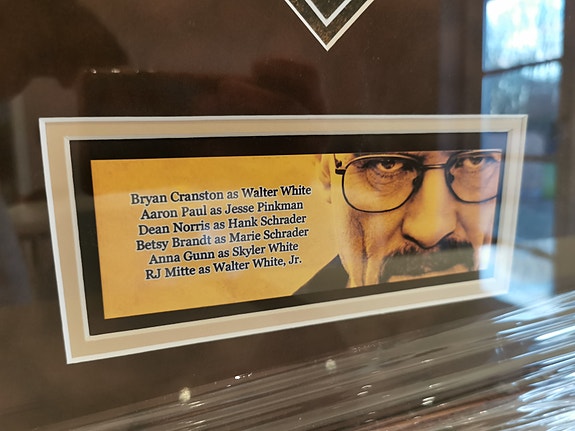 Bryan Cranston as Walter White
Aaron Paul as Jesse Pinkman
Dean Norris as Hank Schrader
Betsy Brandt as Marie Schrader
Anna Gunn as Skyler White
RJ Mitte as Walter White, Jr.